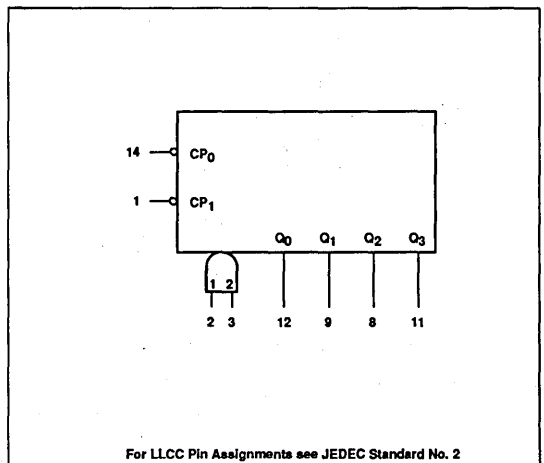 14 CP0
1 CP1
Q0 Q1 Q2 Q3
1 2
2 3 12 9 8 11
For LLCC Pin Assignments see JEDEC Standard No. 2